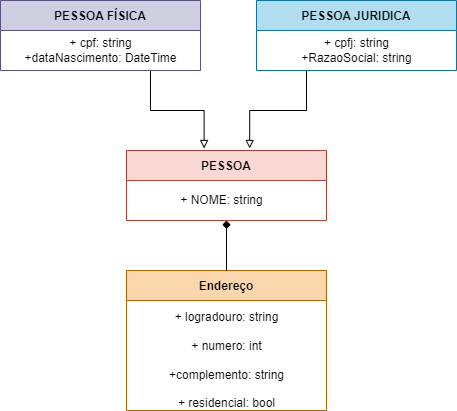 PESSOA FÍSICA
+ cpf: string
+dataNascimento: DateTime
PESSOA JURIDICA
+ cpfj: string
+RazaoSocial: string
PESSOA
+ NOME: string
Endereço
+ logradouro: string
+ numero: int
+complemento: string
+ residencial: bool